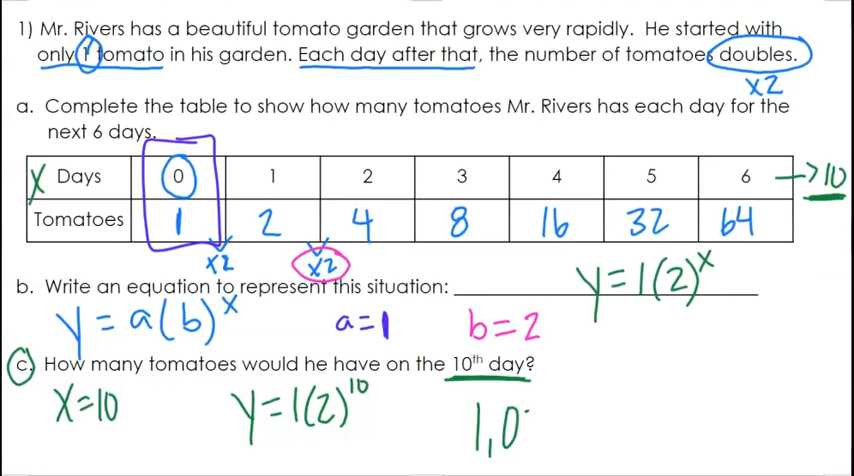 1) Mr. Rivers has a beautiful tomato garden that grows very rapidly. He started with
only 1 tomato in his garden. Each day after that, the number of tomatoes doubles.
x2
a. Complete the table to show how many tomatoes Mr. Rivers has each day for the
next 6 days.
X Days 0 1 2 3 4 5 6 → 10
Tomatoes 1 2 4 8 16 32 64
x2 x2
b. Write an equation to represent this situation: y=1(2)^x
y=a(b)^x a=1 b=2
c. How many tomatoes would he have on the 10th day?
x=10 y=1(2)^10 1,0